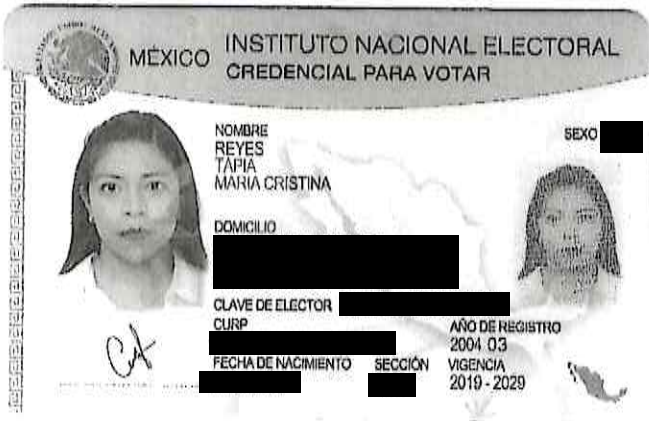 MÉXICO
INSTITUTO NACIONAL ELECTORAL
CREDENCIAL PARA VOTAR
NOMBRE
REYES
TAPIA
MARIA CRISTINA
SEXO
DOMICILIO
CLAVE DE ELECTOR
CURP
AÑO DE REGISTRO
2004 03
FECHA DE NACIMIENTO
SECCIÓN
VIGENCIA
2019 - 2029